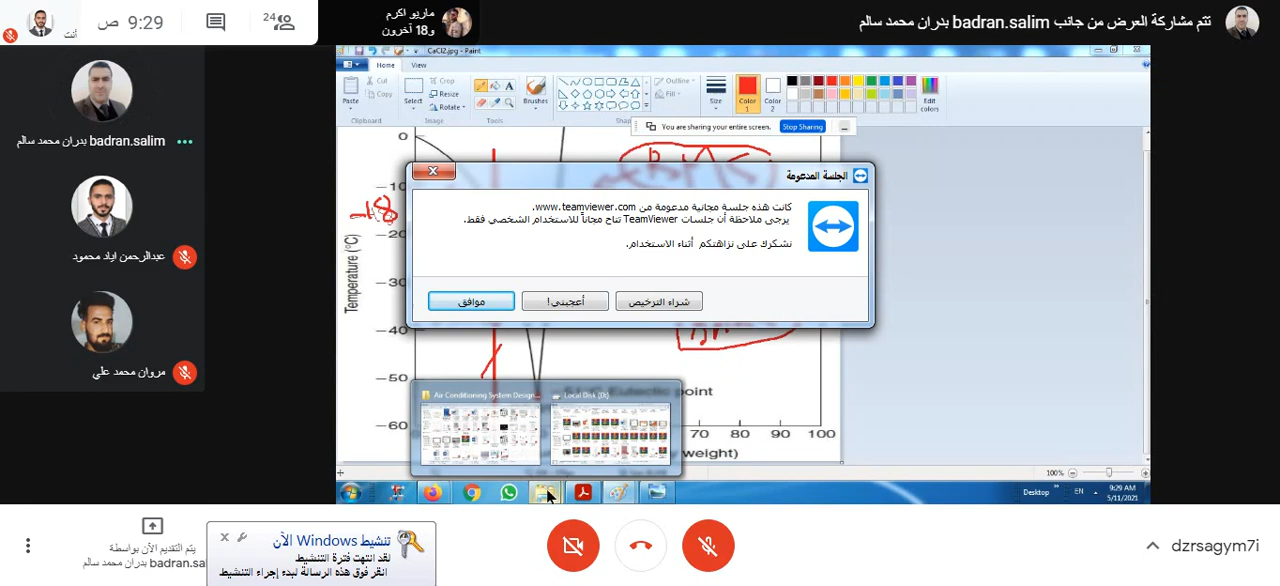 24
9:29 ص
أنت
ماريو اكرم
و18 آخرون
تتم مشاركة العرض من جانب badran.salim بدران محمد سالم
badran.salim بدران محمد سالم
عبدالرحمن اياد محمود
مروان محمد علي
CaCl2.jpg - Paint
Home
View
Paste
Cut
Copy
Select
Crop
Resize
Rotate
Brushes
Outline
Fill
Size
Color 1
Color 2
Edit colors
Clipboard
Image
Tools
You are sharing your entire screen.
Stop Sharing
الجلسة المدعومة
كانت هذه جلسة مجانية مدعومة من www.teamviewer.com.
يرجى ملاحظة أن جلسات TeamViewer تتاح مجاناً للاستخدام الشخصي فقط.
نشكرك على نزاهتكم أثناء الاستخدام.
موافق
أعجبني!
شراء الترخيص
Temperature (°C)
0
−10
-18
−20
−30
−40
−50
−60
Eutectic point
70
80
90
100
weight)
Air Conditioning System Design...
Local Disk (D:)
100%
Desktop
EN
9:29 AM
5/11/2021
يتم التقديم الآن بواسطة
badran.sa بدران محمد سالم
تنشيط Windows الآن
لقد انتهت فترة التنشيط
انقر فوق هذه الرسالة لبدء إجراء التنشيط
dzrsagym7i